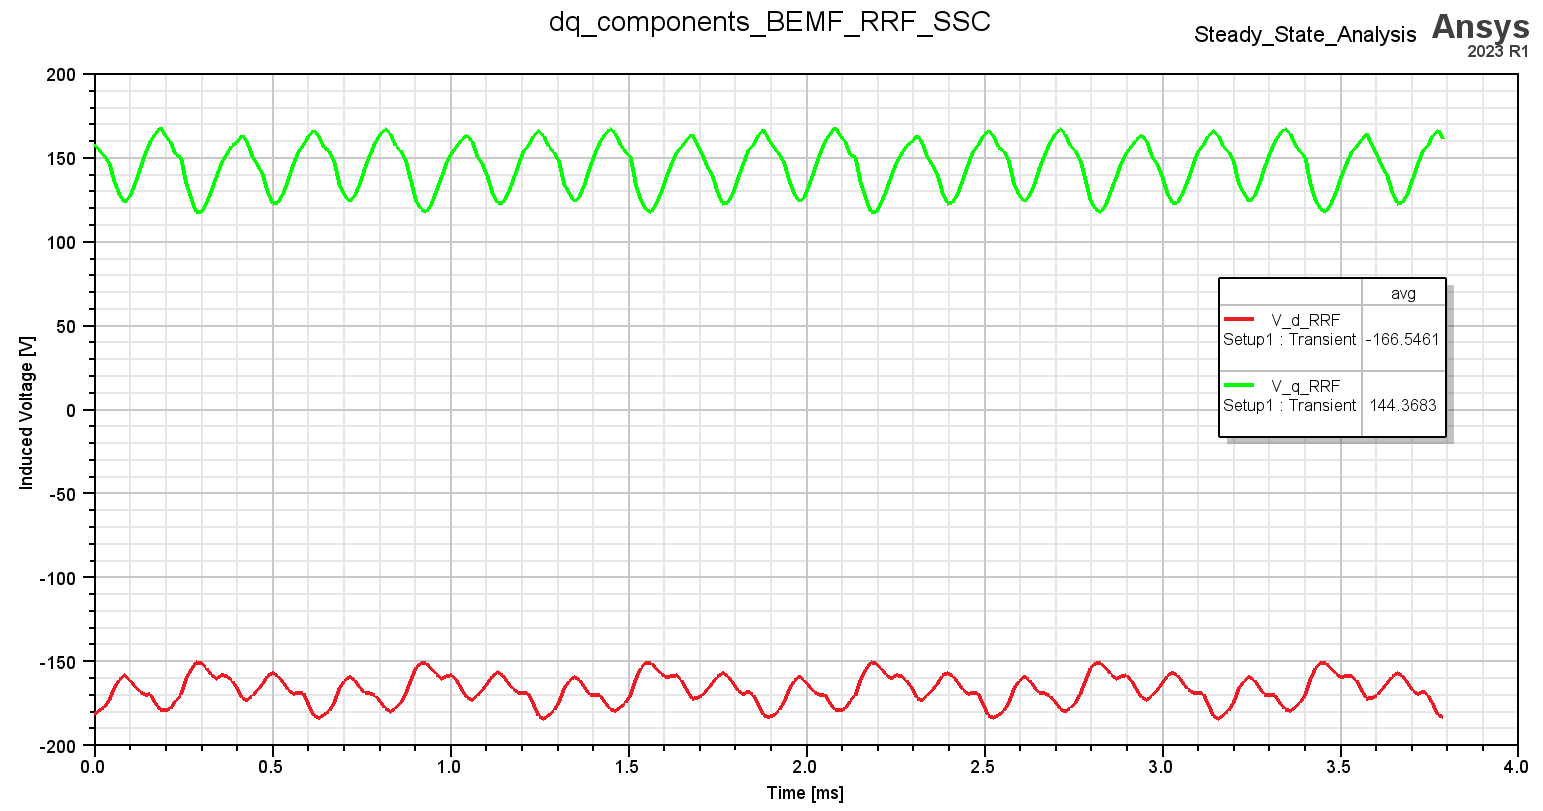 dq_components_BEMF_RRF_SSC
Steady_State_Analysis
Ansys
2023 R1
200
150
100
50
0
-50
-100
-150
-200
Induced Voltage [V]
avg
V_d_RRF
Setup1 : Transient
-166.5461
V_q_RRF
Setup1 : Transient
144.3683
0.0
0.5
1.0
1.5
2.0
2.5
3.0
3.5
4.0
Time [ms]